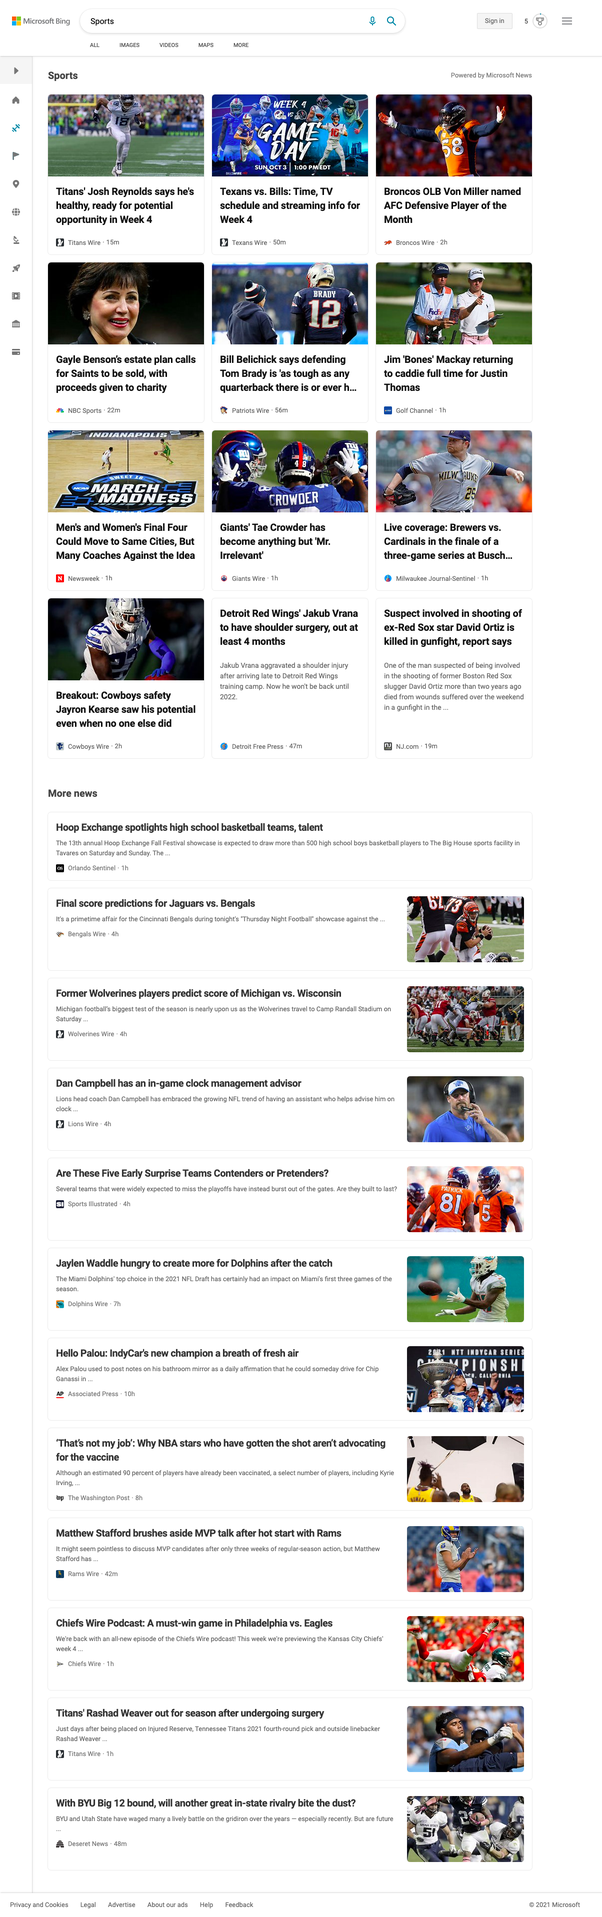 Microsoft Bing
Sports
Sign in
5
ALL IMAGES VIDEOS MAPS MORE
Sports
Powered by Microsoft News
18
WEEK 4
VS
GAME DAY
SUN OCT 3 | 1:00 PM EDT
58
Titans' Josh Reynolds says he's
healthy, ready for potential
opportunity in Week 4
Titans Wire · 15m
Texans vs. Bills: Time, TV
schedule and streaming info for
Week 4
Texans Wire · 50m
Broncos OLB Von Miller named
AFC Defensive Player of the
Month
Broncos Wire · 2h
BRADY
12
FedEx
Gayle Benson's estate plan calls
for Saints to be sold, with
proceeds given to charity
NBC Sports · 22m
Bill Belichick says defending
Tom Brady is 'as tough as any
quarterback there is or ever h...
Patriots Wire · 56m
Jim 'Bones' Mackay returning
to caddie full time for Justin
Thomas
Golf Channel · 1h
INDIANAPOLIS
NCAA
MARCH
MADNESS
48
CROWDER
25
Men's and Women's Final Four
Could Move to Same Cities, But
Many Coaches Against the Idea
Newsweek · 1h
Giants' Tae Crowder has
become anything but 'Mr.
Irrelevant'
Giants Wire · 1h
Live coverage: Brewers vs.
Cardinals in the finale of a
three-game series at Busch...
Milwaukee Journal-Sentinel · 1h
27
Breakout: Cowboys safety
Jayron Kearse saw his potential
even when no one else did
Cowboys Wire · 2h
Detroit Red Wings' Jakub Vrana
to have shoulder surgery, out at
least 4 months
Jakub Vrana aggravated a shoulder injury
after arriving late to Detroit Red Wings
training camp. Now he won't be back until
2022.
Detroit Free Press · 47m
Suspect involved in shooting of
ex-Red Sox star David Ortiz is
killed in gunfight, report says
One of the man suspected of being involved
in the shooting of former Boston Red Sox
slugger David Ortiz more than two years ago
died from wounds suffered over the weekend
in a gunfight in the ...
NJ.com · 19m
More news
Hoop Exchange spotlights high school basketball teams, talent
The 13th annual Hoop Exchange Fall Festival showcase is expected to draw more than 500 high school boys basketball players to The Big House sports facility in
Tavares on Saturday and Sunday. The ...
Orlando Sentinel · 1h
Final score predictions for Jaguars vs. Bengals
It's a primetime affair for the Cincinnati Bengals during tonight's "Thursday Night Football" showcase against the ...
Bengals Wire · 4h
73
Former Wolverines players predict score of Michigan vs. Wisconsin
Michigan football's biggest test of the season is nearly upon us as the Wolverines travel to Camp Randall Stadium on
Saturday ...
Wolverines Wire · 4h
Dan Campbell has an in-game clock management advisor
Lions head coach Dan Campbell has embraced the growing NFL trend of having an assistant who helps advise him on
clock ...
Lions Wire · 4h
Are These Five Early Surprise Teams Contenders or Pretenders?
Several teams that were widely expected to miss the playoffs have instead burst out of the gates. Are they built to last?
Sports Illustrated · 4h
PATRICK
81
5
Jaylen Waddle hungry to create more for Dolphins after the catch
The Miami Dolphins' top choice in the 2021 NFL Draft has certainly had an impact on Miami's first three games of the
season.
Dolphins Wire · 7h
Hello Palou: IndyCar's new champion a breath of fresh air
Alex Palou used to post notes on his bathroom mirror as a daily affirmation that he could someday drive for Chip
Ganassi in ...
AP Associated Press · 10h
2021 NTT INDYCAR SERIES
'That's not my job': Why NBA stars who have gotten the shot aren't advocating
for the vaccine
Although an estimated 90 percent of players have already been vaccinated, a select number of players, including Kyrie
Irving, ...
wp The Washington Post · 8h
Matthew Stafford brushes aside MVP talk after hot start with Rams
It might seem pointless to discuss MVP candidates after only three weeks of regular-season action, but Matthew
Stafford has ...
Rams Wire · 42m
Chiefs Wire Podcast: A must-win game in Philadelphia vs. Eagles
We're back with an all-new episode of the Chiefs Wire podcast! This week we're previewing the Kansas City Chiefs'
week 4 ...
Chiefs Wire · 1h
Titans' Rashad Weaver out for season after undergoing surgery
Just days after being placed on Injured Reserve, Tennessee Titans 2021 fourth-round pick and outside linebacker
Rashad Weaver ...
Titans Wire · 1h
With BYU Big 12 bound, will another great in-state rivalry bite the dust?
BYU and Utah State have waged many a lively battle on the gridiron over the years — especially recently. But are future
...
Deseret News · 48m
51
Privacy and Cookies Legal Advertise About our ads Help Feedback
© 2021 Microsoft